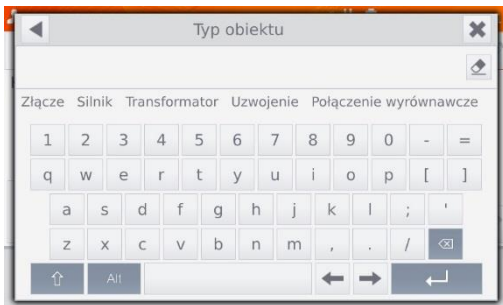 Typ obiektu
Złącze Silnik Transformator Uzwojenie Połączenie wyrównawcze
1 2 3 4 5 6 7 8 9 0 - =
q w e r t y u i o p [ ]
a s d f g h j k l ; '
z x c v b n m , . /
Alt